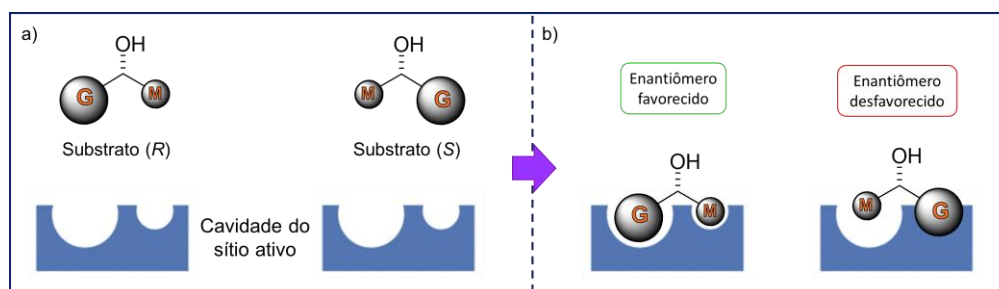 a)
OH
G
M
Substrato (R)
OH
M
G
Substrato (S)
Cavidade do
sítio ativo
b)
Enantiômero
favorecido
OH
G
M
Enantiômero
desfavorecido
OH
M
G